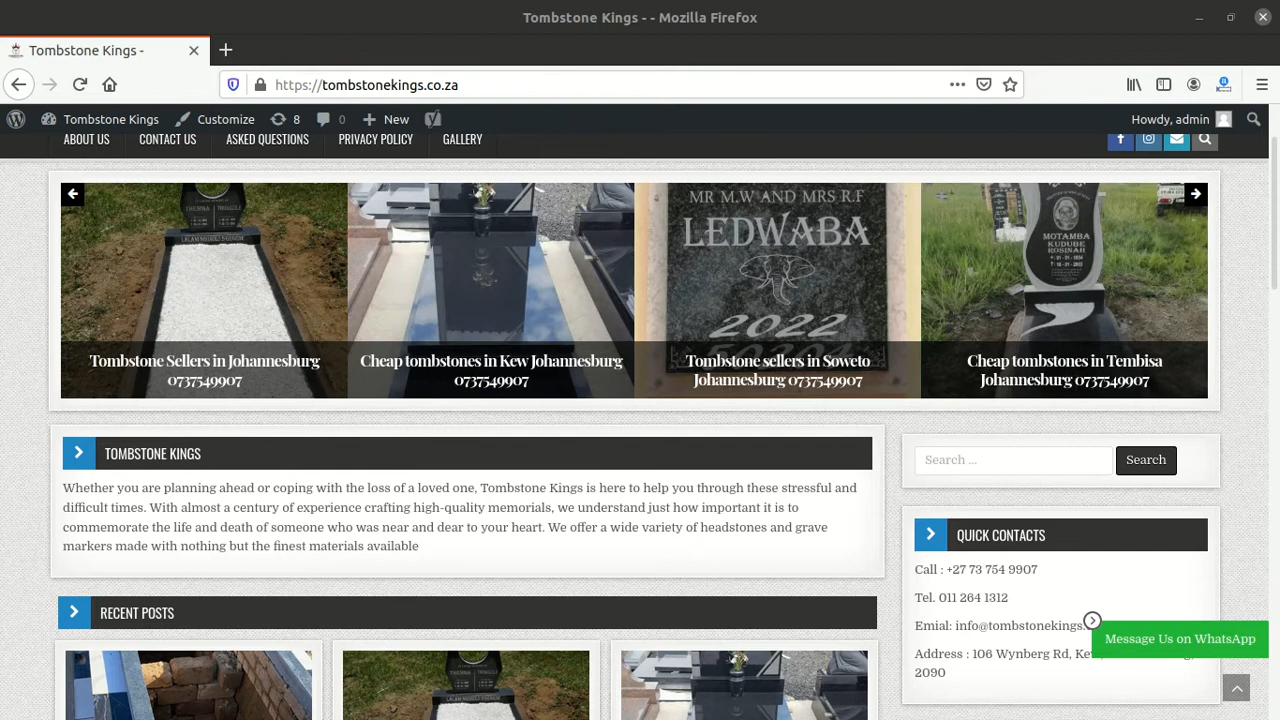 Tombstone Kings - - Mozilla Firefox
Tombstone Kings -
https://tombstonekings.co.za
Tombstone Kings
Customize
8
0
New
Howdy, admin
ABOUT US
CONTACT US
ASKED QUESTIONS
PRIVACY POLICY
GALLERY
MR M.W AND MRS R.F
LEDWABA
2022
MOTAMBA
KUDUBE
ROSINAH
Tombstone Sellers in Johannesburg
0737549907
Cheap tombstones in Kew Johannesburg
0737549907
Tombstone sellers in Soweto
Johannesburg 0737549907
Cheap tombstones in Tembisa
Johannesburg 0737549907
TOMBSTONE KINGS
Whether you are planning ahead or coping with the loss of a loved one, Tombstone Kings is here to help you through these stressful and
difficult times. With almost a century of experience crafting high-quality memorials, we understand just how important it is to
commemorate the life and death of someone who was near and dear to your heart. We offer a wide variety of headstones and grave
markers made with nothing but the finest materials available
Search ...
Search
QUICK CONTACTS
Call : +27 73 754 9907
Tel. 011 264 1312
Emial: info@tombstonekings.
Message Us on WhatsApp
Address : 106 Wynberg Rd, Kew,
2090
RECENT POSTS